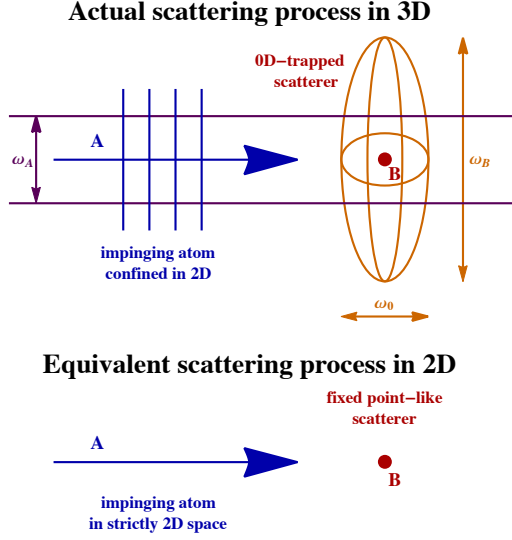 Actual scattering process in 3D
0D−trapped
scatterer
A
ω_A
B
ω_B
impinging atom
confined in 2D
ω_0
Equivalent scattering process in 2D
fixed point−like
scatterer
A
B
impinging atom
in strictly 2D space